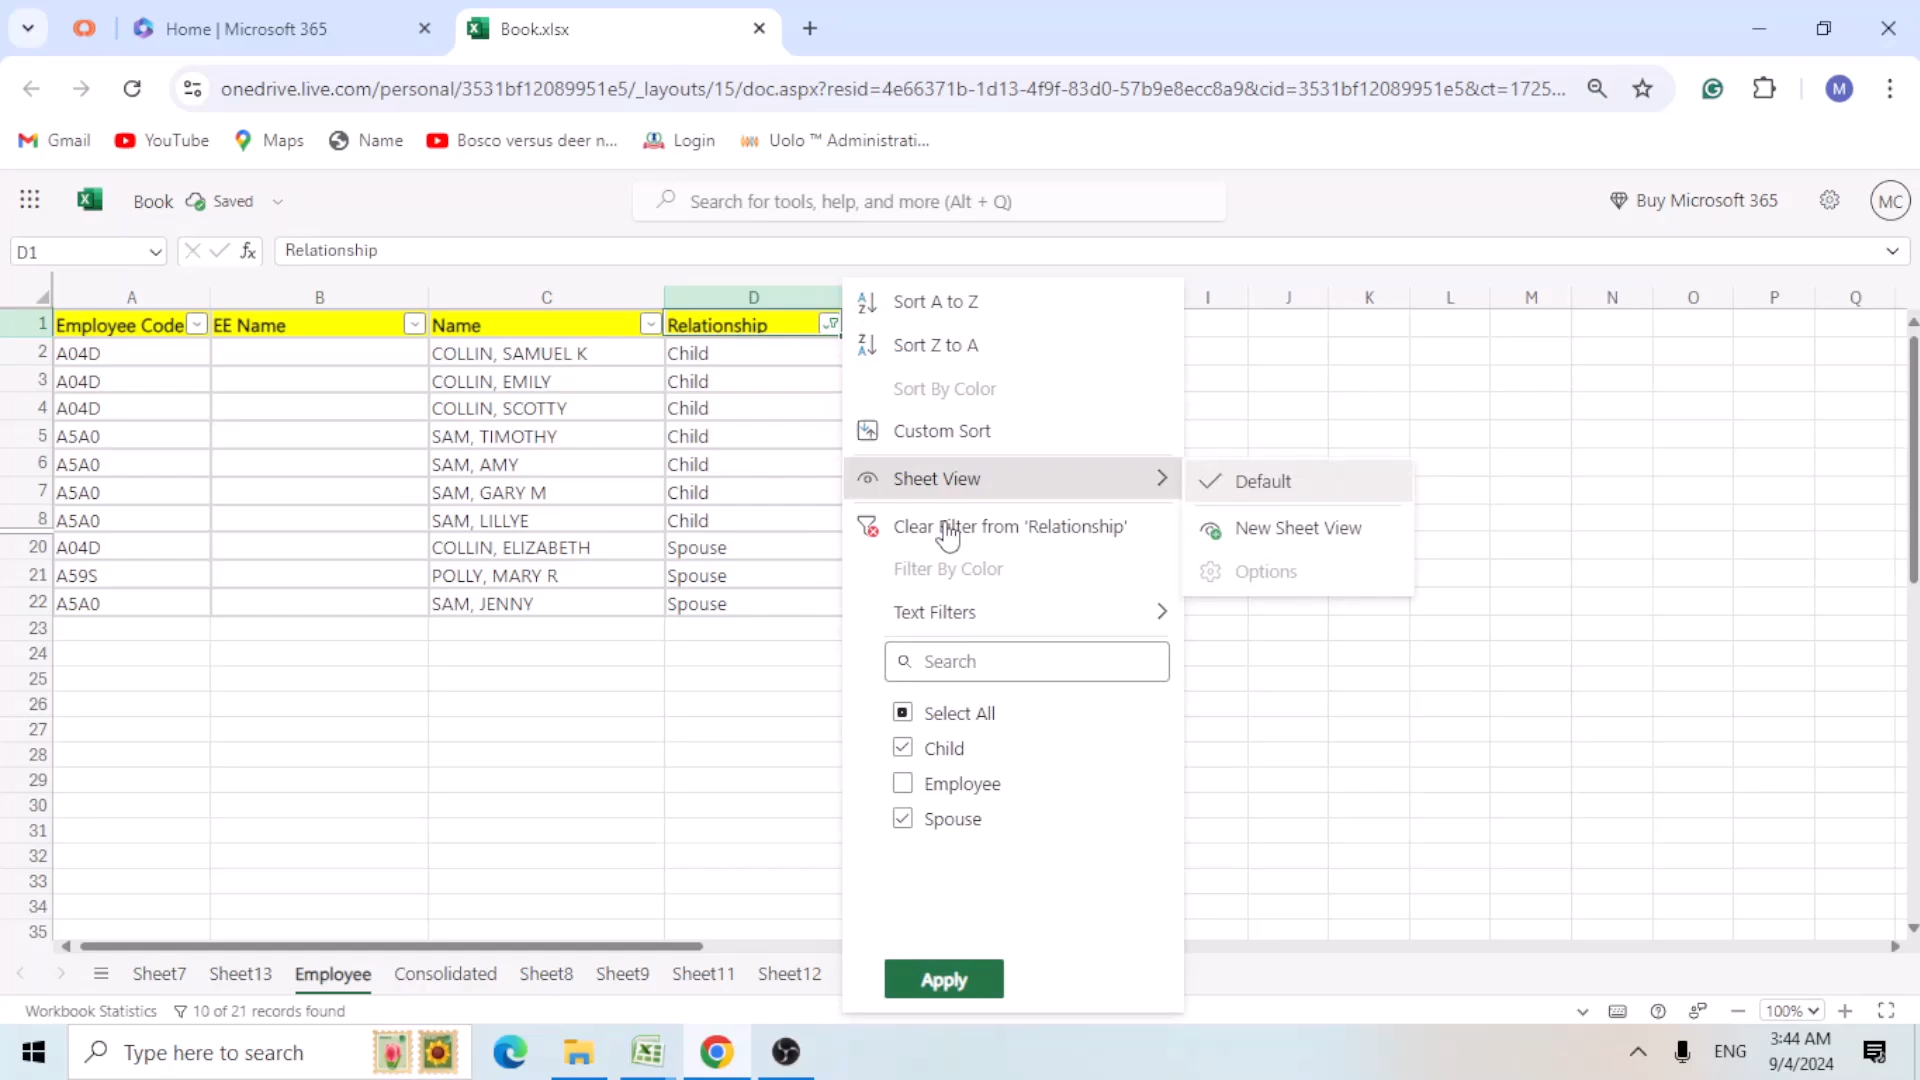 Home | Microsoft 365
Book.xlsx
onedrive.live.com/personal/3531bf12089951e5/_layouts/15/doc.aspx?resid=4e66371b-1d13-4f9f-83d0-57b9e8ecc8a9&cid=3531bf12089951e5&ct=1725...
M
Gmail YouTube Maps Name Bosco versus deer n... Login Uolo ™ Administrati...
Book Saved Search for tools, help, and more (Alt + Q) Buy Microsoft 365 MC
D1 fx Relationship
A B C D I J K L M N O P Q
1 Employee Code EE Name Name Relationship
2 A04D COLLIN, SAMUEL K Child
3 A04D COLLIN, EMILY Child
4 A04D COLLIN, SCOTTY Child
5 A5A0 SAM, TIMOTHY Child
6 A5A0 SAM, AMY Child
7 A5A0 SAM, GARY M Child
8 A5A0 SAM, LILLYE Child
20 A04D COLLIN, ELIZABETH Spouse
21 A59S POLLY, MARY R Spouse
22 A5A0 SAM, JENNY Spouse
23
24
25
26
27
28
29
30
31
32
33
34
35
Sort A to Z
Sort Z to A
Sort By Color
Custom Sort
Sheet View
Clear Filter from 'Relationship'
Filter By Color
Text Filters
Search
Select All
Child
Employee
Spouse
Apply
Default
New Sheet View
Options
Sheet7 Sheet13 Employee Consolidated Sheet8 Sheet9 Sheet11 Sheet12
Workbook Statistics 10 of 21 records found 100%
Type here to search ENG 3:44 AM
9/4/2024